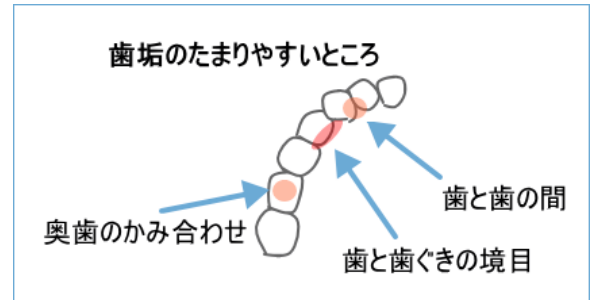 歯垢のたまりやすいところ
歯と歯の間
奥歯のかみ合わせ
歯と歯ぐきの境目